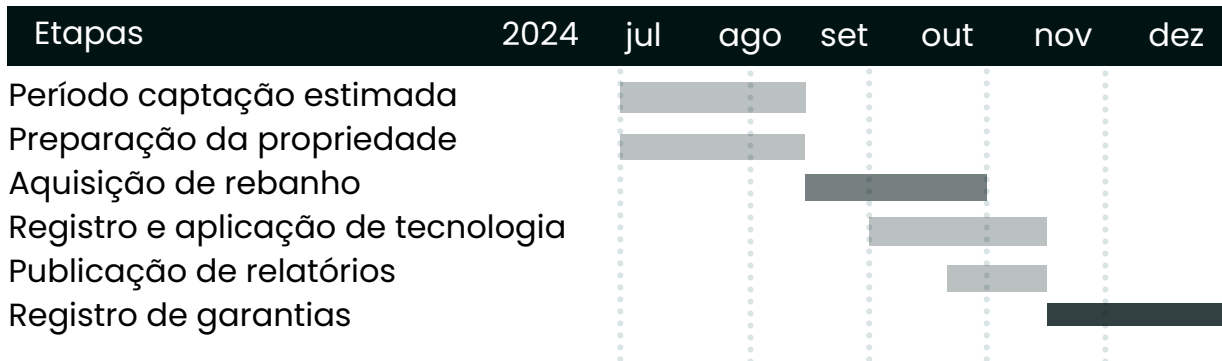 Etapas 2024 jul ago set out nov dez
Período captação estimada
Preparação da propriedade
Aquisição de rebanho
Registro e aplicação de tecnologia
Publicação de relatórios
Registro de garantias